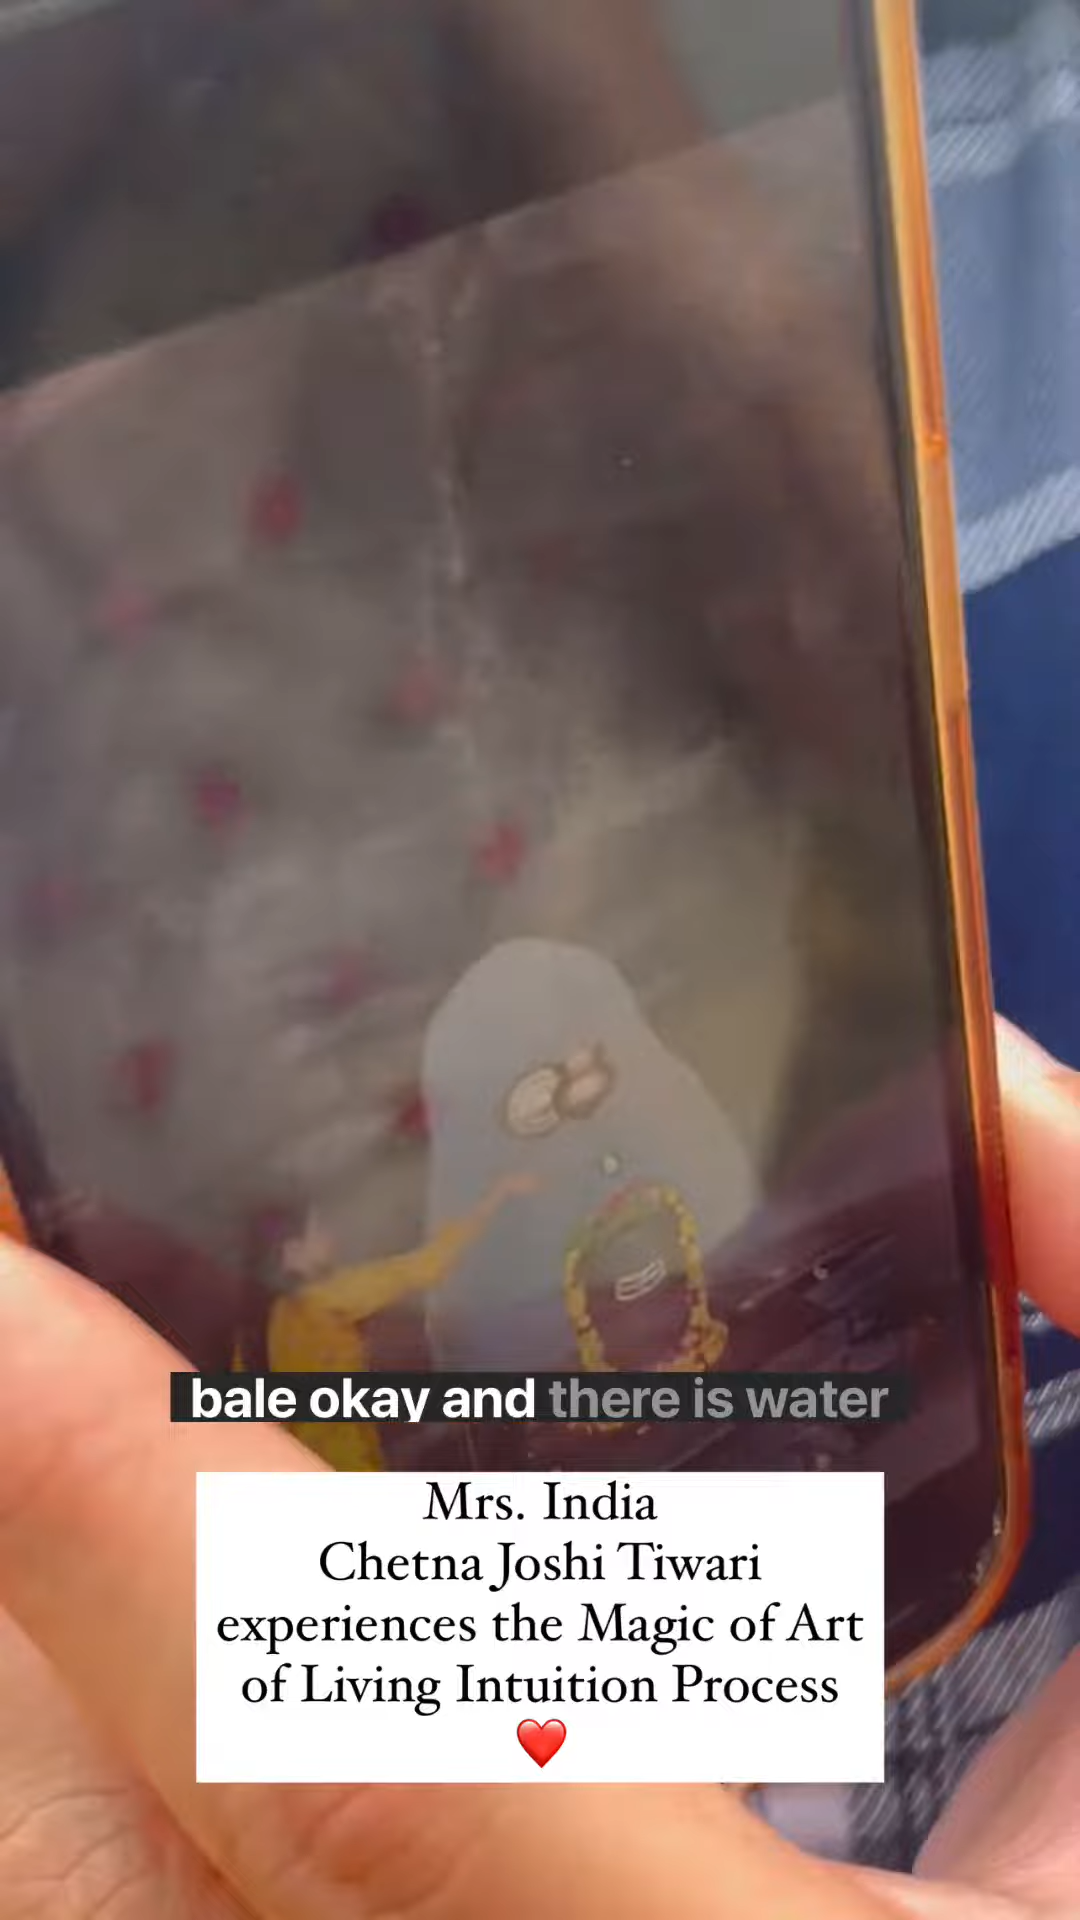 bale okay and there is water
Mrs. India
Chetna Joshi Tiwari
experiences the Magic of Art
of Living Intuition Process
❤️